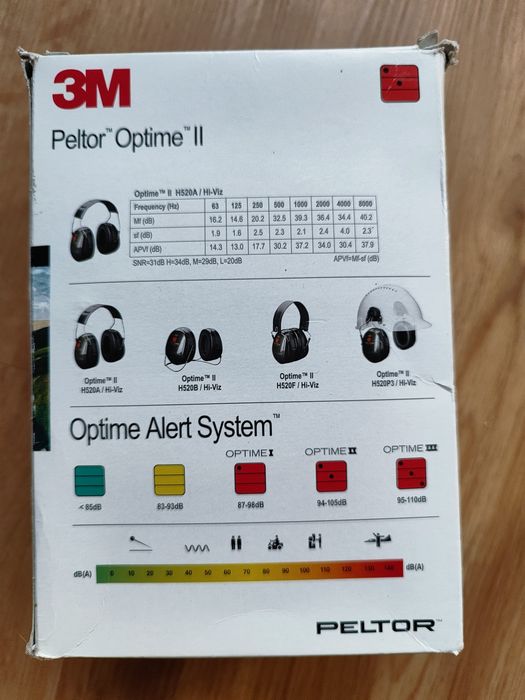 3M
Peltor™ Optime™ II
Optime™ II H520A / Hi-Viz
Frequency (Hz) 63 125 250 500 1000 2000 4000 8000
Mf (dB) 16.2 14.6 20.2 32.5 39.3 36.4 34.4 40.2
sf (dB) 1.9 1.6 2.5 2.3 2.1 2.4 4.0 2.3
APVf (dB) 14.3 13.0 17.7 30.2 37.2 34.0 30.4 37.9
SNR=31dB H=34dB, M=29dB, L=20dB APVf=Mf-sf (dB)
Optime™ II Optime™ II Optime™ II Optime™ II
H520A / Hi-Viz H520B / Hi-Viz H520F / Hi-Viz H520P3 / Hi-Viz
Optime Alert System™
OPTIME I OPTIME II OPTIME III
< 85dB 83-93dB 87-98dB 94-105dB 95-110dB
dB(A) 0 10 20 30 40 50 60 70 80 90 100 110 120 130 140 dB(A)
PELTOR™